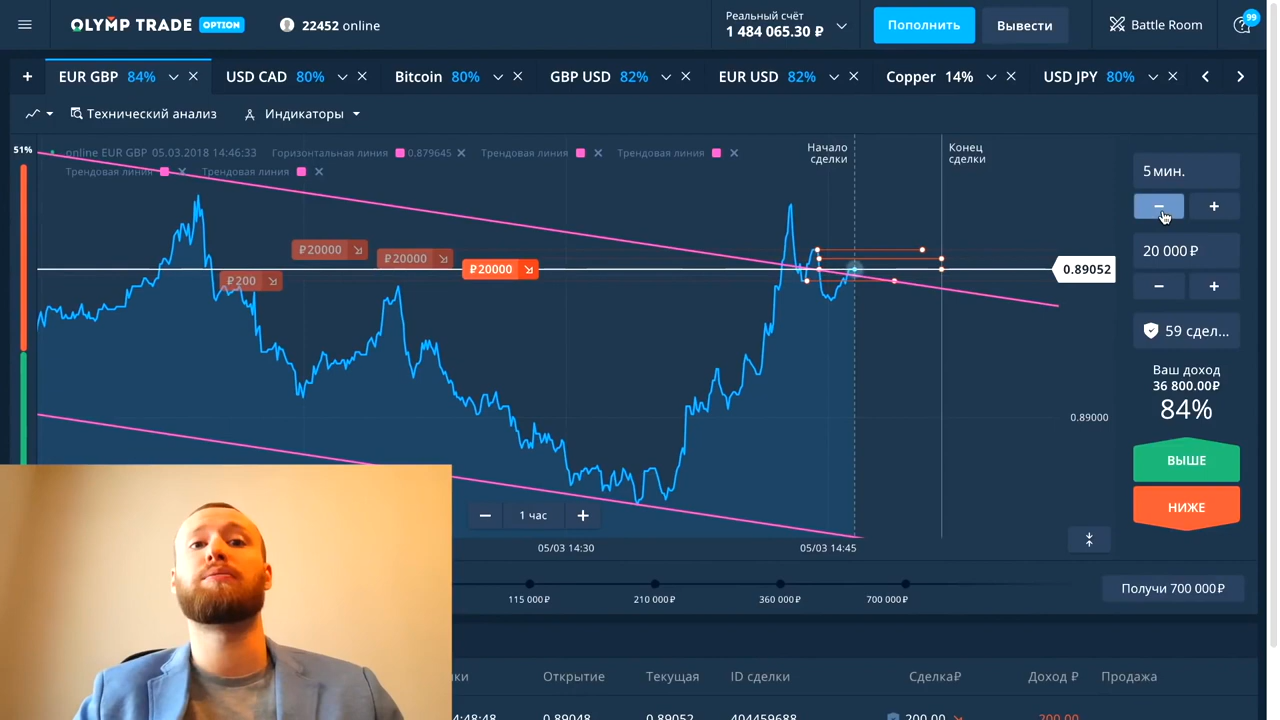 OLYMP TRADE OPTION
22452 online
Реальный счёт
1 484 065.30 ₽
Пополнить
Вывести
Battle Room
99
+ EUR GBP 84%
USD CAD 80%
Bitcoin 80%
GBP USD 82%
EUR USD 82%
Copper 14%
USD JPY 80%
Технический анализ
Индикаторы
51%
online EUR GBP 05.03.2018 14:46:33
Горизонтальная линия 0.879645
Трендовая линия
Трендовая линия
Трендовая линия
Трендовая линия
Начало
сделки
Конец
сделки
₽20000
₽20000
₽20000
₽200
0.89052
0.89000
5 мин.
− +
20 000 ₽
− +
59 сдел...
Ваш доход
36 800.00₽
84%
ВЫШЕ
НИЖЕ
− 1 час +
05/03 14:30
05/03 14:45
115 000₽
210 000₽
360 000₽
700 000₽
Получи 700 000₽
Открытие
Текущая
ID сделки
Сделка₽
Доход ₽
Продажа
0.89048
0.89052
404459688
200.00
200.00